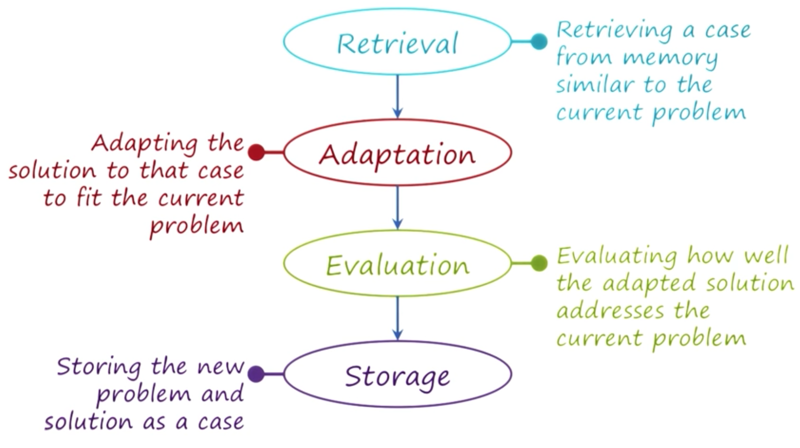 Retrieval
Retrieving a case
from memory
similar to the
current problem
Adaptation
Adapting the
solution to that case
to fit the current
problem
Evaluation
Evaluating how well
the adapted solution
addresses the
current problem
Storage
Storing the new
problem and
solution as a case